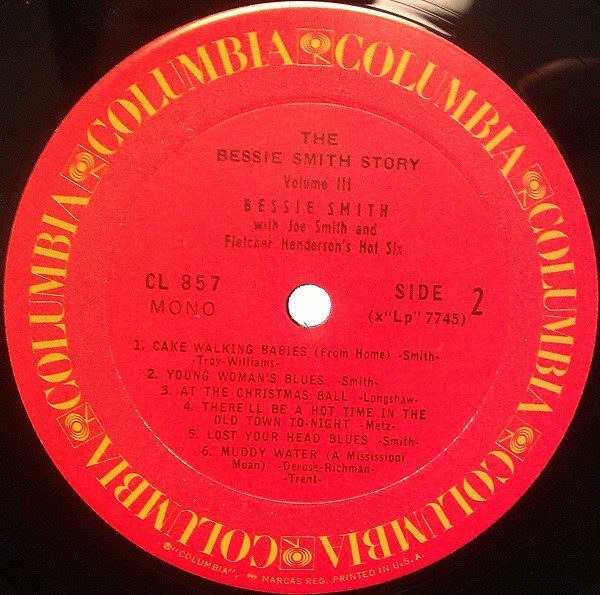 COLUMBIA COLUMBIA COLUMBIA COLUMBIA COLUMBIA COLUMBIA COLUMBIA COLUMBIA
THE
BESSIE SMITH STORY
Volume III
BESSIE SMITH
with Joe Smith and
Fletcher Henderson's Hot Six
CL 857
MONO
SIDE 2
(x"Lp" 7745)
1. CAKE WALKING BABIES (From Home) -Smith-
-Troy-Williams-
2. YOUNG WOMAN'S BLUES -Smith-
3. AT THE CHRISTMAS BALL -Longshaw-
4. THERE'LL BE A HOT TIME IN THE
OLD TOWN TO-NIGHT -Metz-
5. LOST YOUR HEAD BLUES -Smith-
6. MUDDY WATER (A Mississippi
Moan) -Derose-Richman-
-Trent-
®"COLUMBIA", MARCAS REG. PRINTED IN U.S.A.